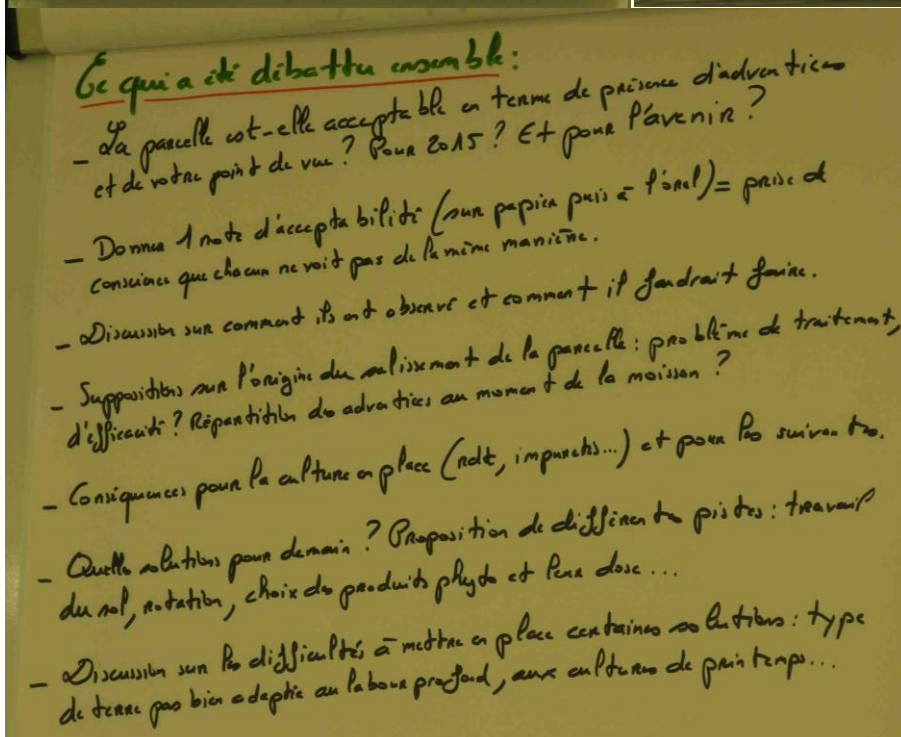 Ce qui a été débattu ensemble :
- La parcelle est-elle acceptable en terme de présence d'adventices
et de votre point de vue ? Pour 2015 ? Et pour l'avenir ?
- Donner 1 note d'acceptabilité (sur papier puis à l'oral) = prise de
conscience que chacun ne voit pas de la même manière.
- Discussion sur comment ils ont observé et comment il faudrait faire.
- Suppositions sur l'origine du salissement de la parcelle : problème de traitement,
d'efficacité ? Répartition des adventices au moment de la moisson ?
- Conséquences pour la culture en place (rdt, impuretés...) et pour les suivantes.
- Quelles solutions pour demain ? Proposition de différentes pistes : travail
du sol, rotation, choix des produits phyto et leur dose ...
- Discussion sur les difficultés à mettre en place certaines solutions : type
de terre pas bien adaptée au labour profond, aux cultures de printemps...